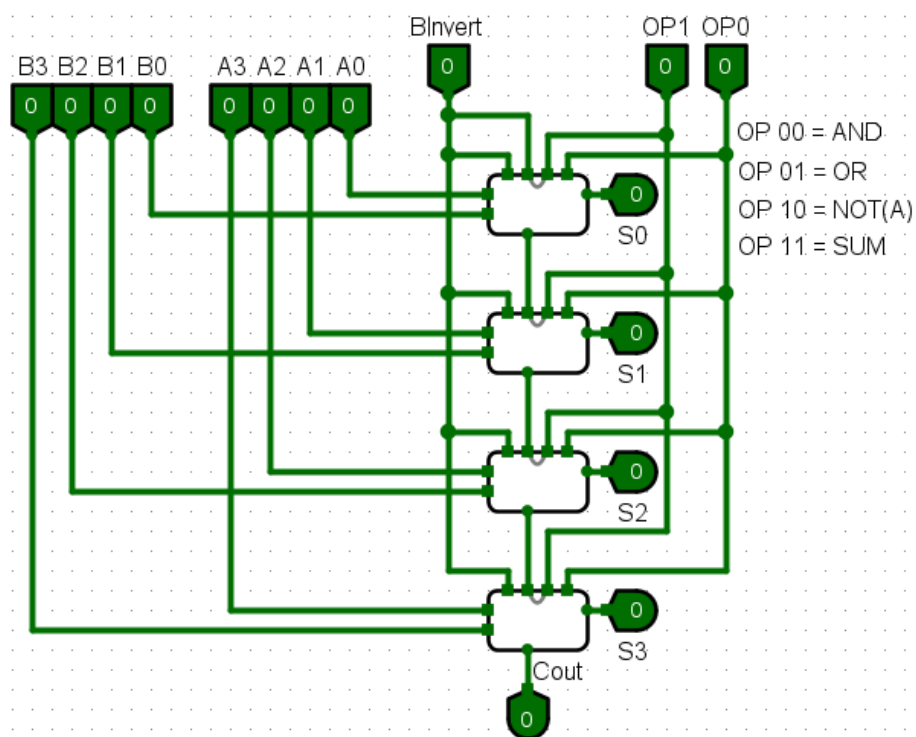 BInvert OP1 OP0
0 0 0
B3 B2 B1 B0 A3 A2 A1 A0
0 0 0 0 0 0 0 0
OP 00 = AND
OP 01 = OR
OP 10 = NOT(A)
OP 11 = SUM
0
S0
0
S1
0
S2
0
S3
Cout
0